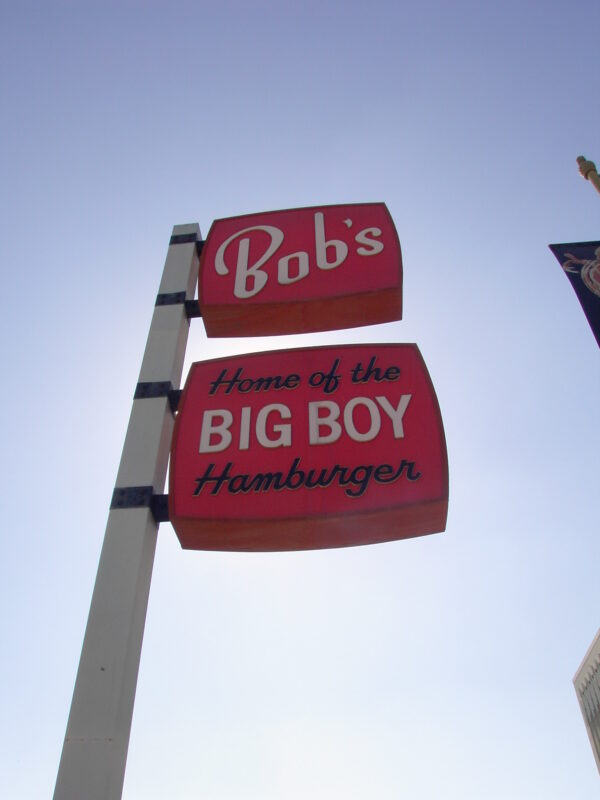 Bob's
Home of the
BIG BOY
Hamburger